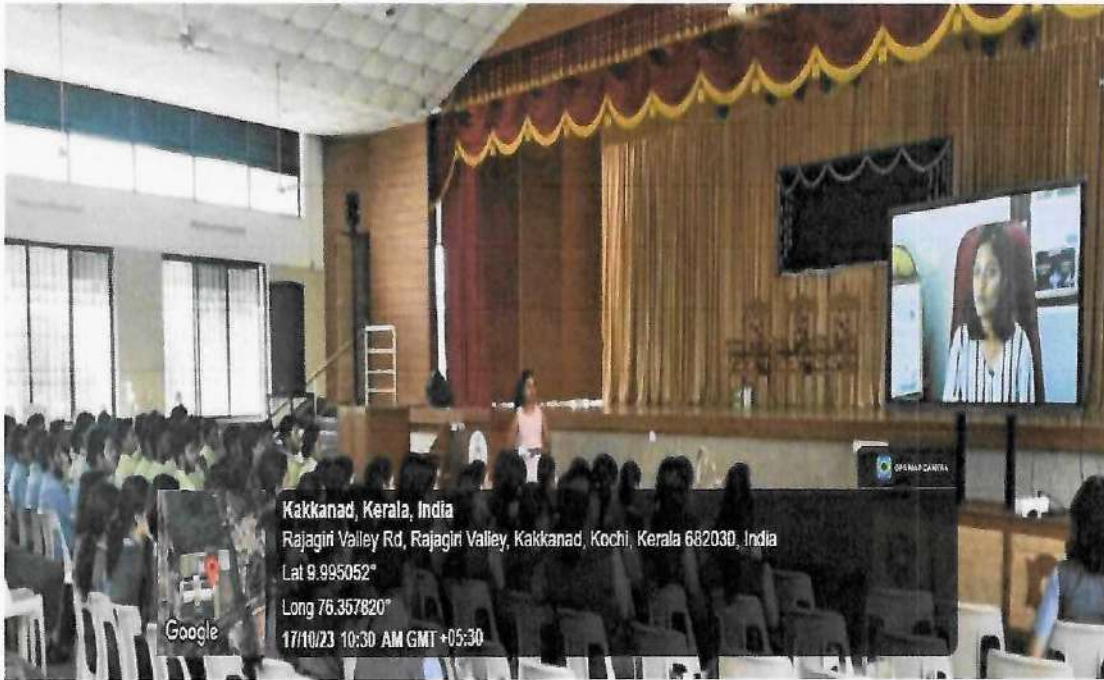 GPS MAP CAMERA
Kakkanad, Kerala, India
Rajagiri Valley Rd, Rajagiri Valley, Kakkanad, Kochi, Kerala 682030, India
Lat 9.995052°
Long 76.357820°
17/10/23 10:30 AM GMT +05:30
Google